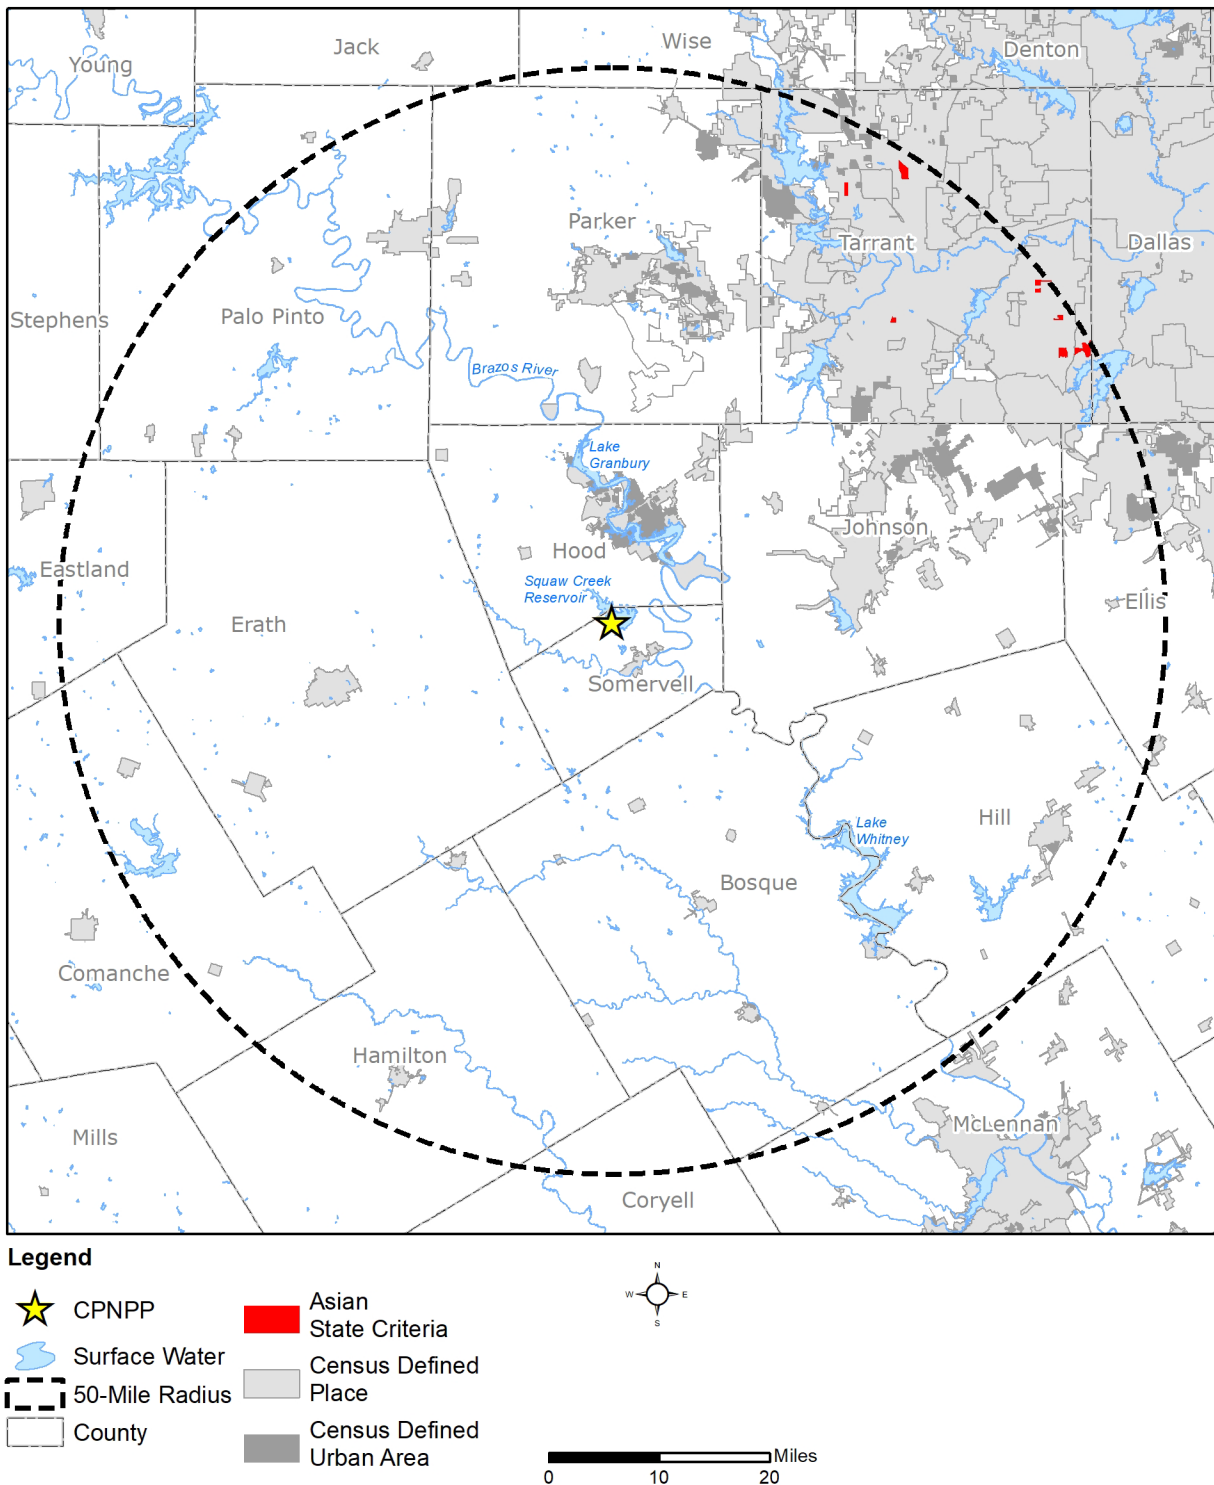 Jack
Wise
Denton
Young
Parker
Tarrant
Dallas
Stephens
Palo Pinto
Brazos River
Lake
Granbury
Johnson
Hood
Eastland
Squaw Creek
Reservoir
Ellis
Erath
Somervell
Hill
Lake
Whitney
Bosque
Comanche
Hamilton
McLennan
Mills
Coryell
Legend
CPNPP
Surface Water
50-Mile Radius
County
Asian
State Criteria
Census Defined
Place
Census Defined
Urban Area
N
W E
S
Miles
0 10 20